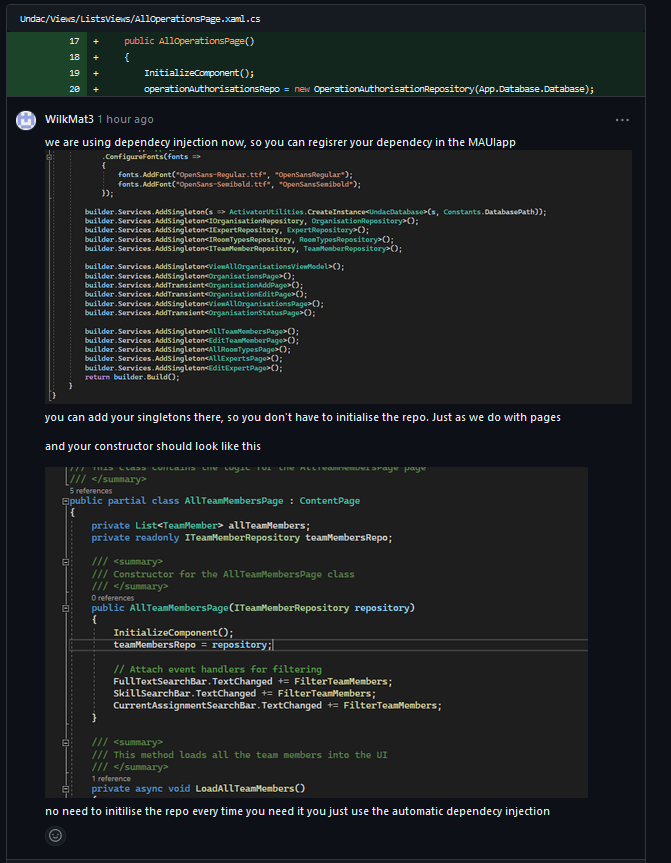 Undac/Views/ListsViews/AllOperationsPage.xaml.cs
17 + public AllOperationsPage()
18 + {
19 + InitializeComponent();
20 + operationAuthorisationsRepo = new OperationAuthorisationRepository(App.Database.Database);
WilkMat3 1 hour ago
we are using dependecy injection now, so you can regisrer your dependecy in the MAUIapp
.ConfigureFonts(fonts =>
{
fonts.AddFont("OpenSans-Regular.ttf", "OpenSansRegular");
fonts.AddFont("OpenSans-Semibold.ttf", "OpenSansSemibold");
});
builder.Services.AddSingleton(s => ActivatorUtilities.CreateInstance<UndacDatabase>(s, Constants.DatabasePath));
builder.Services.AddSingleton<IOrganisationRepository, OrganisationRepository>();
builder.Services.AddSingleton<IExpertRepository, ExpertRepository>();
builder.Services.AddSingleton<IRoomTypesRepository, RoomTypesRepository>();
builder.Services.AddSingleton<ITeamMemberRepository, TeamMemberRepository>();
builder.Services.AddSingleton<ViewAllOrganisationsViewModel>();
builder.Services.AddSingleton<OrganisationsPage>();
builder.Services.AddTransient<OrganisationAddPage>();
builder.Services.AddTransient<OrganisationEditPage>();
builder.Services.AddSingleton<ViewAllOrganisationsPage>();
builder.Services.AddTransient<OrganisationStatusPage>();
builder.Services.AddSingleton<AllTeamMembersPage>();
builder.Services.AddSingleton<EditTeamMemberPage>();
builder.Services.AddSingleton<AllRoomTypesPage>();
builder.Services.AddSingleton<AllExpertsPage>();
builder.Services.AddSingleton<EditExpertPage>();
return builder.Build();
}
}
you can add your singletons there, so you don't have to initialise the repo. Just as we do with pages
and your constructor should look like this
/// This class contains the logic for the AllTeamMembersPage page
/// </summary>
5 references
public partial class AllTeamMembersPage : ContentPage
{
private List<TeamMember> allTeamMembers;
private readonly ITeamMemberRepository teamMembersRepo;
/// <summary>
/// Constructor for the AllTeamMembersPage class
/// </summary>
0 references
public AllTeamMembersPage(ITeamMemberRepository repository)
{
InitializeComponent();
teamMembersRepo = repository;
// Attach event handlers for filtering
FullTextSearchBar.TextChanged += FilterTeamMembers;
SkillSearchBar.TextChanged += FilterTeamMembers;
CurrentAssignmentSearchBar.TextChanged += FilterTeamMembers;
}
/// <summary>
/// This method loads all the team members into the UI
/// </summary>
1 reference
private async void LoadAllTeamMembers()
no need to initilise the repo every time you need it you just use the automatic dependecy injection